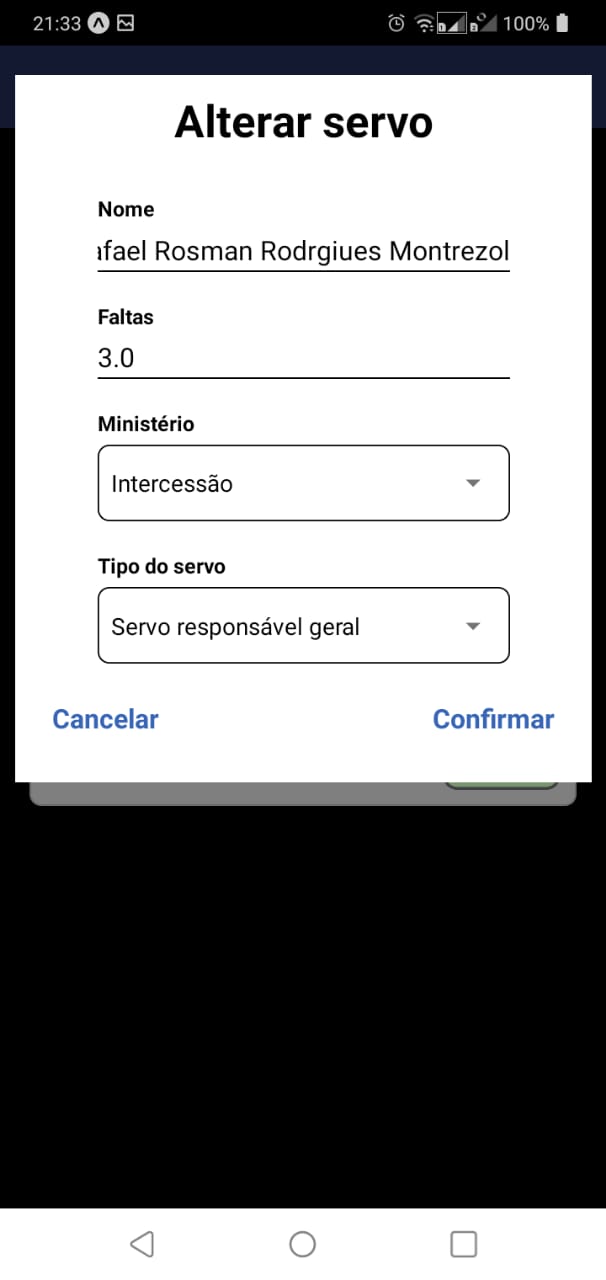 21:33 100%
Alterar servo
Nome
afael Rosman Rodrgiues Montrezol
Faltas
3.0
Ministério
Intercessão
Tipo do servo
Servo responsável geral
Cancelar Confirmar